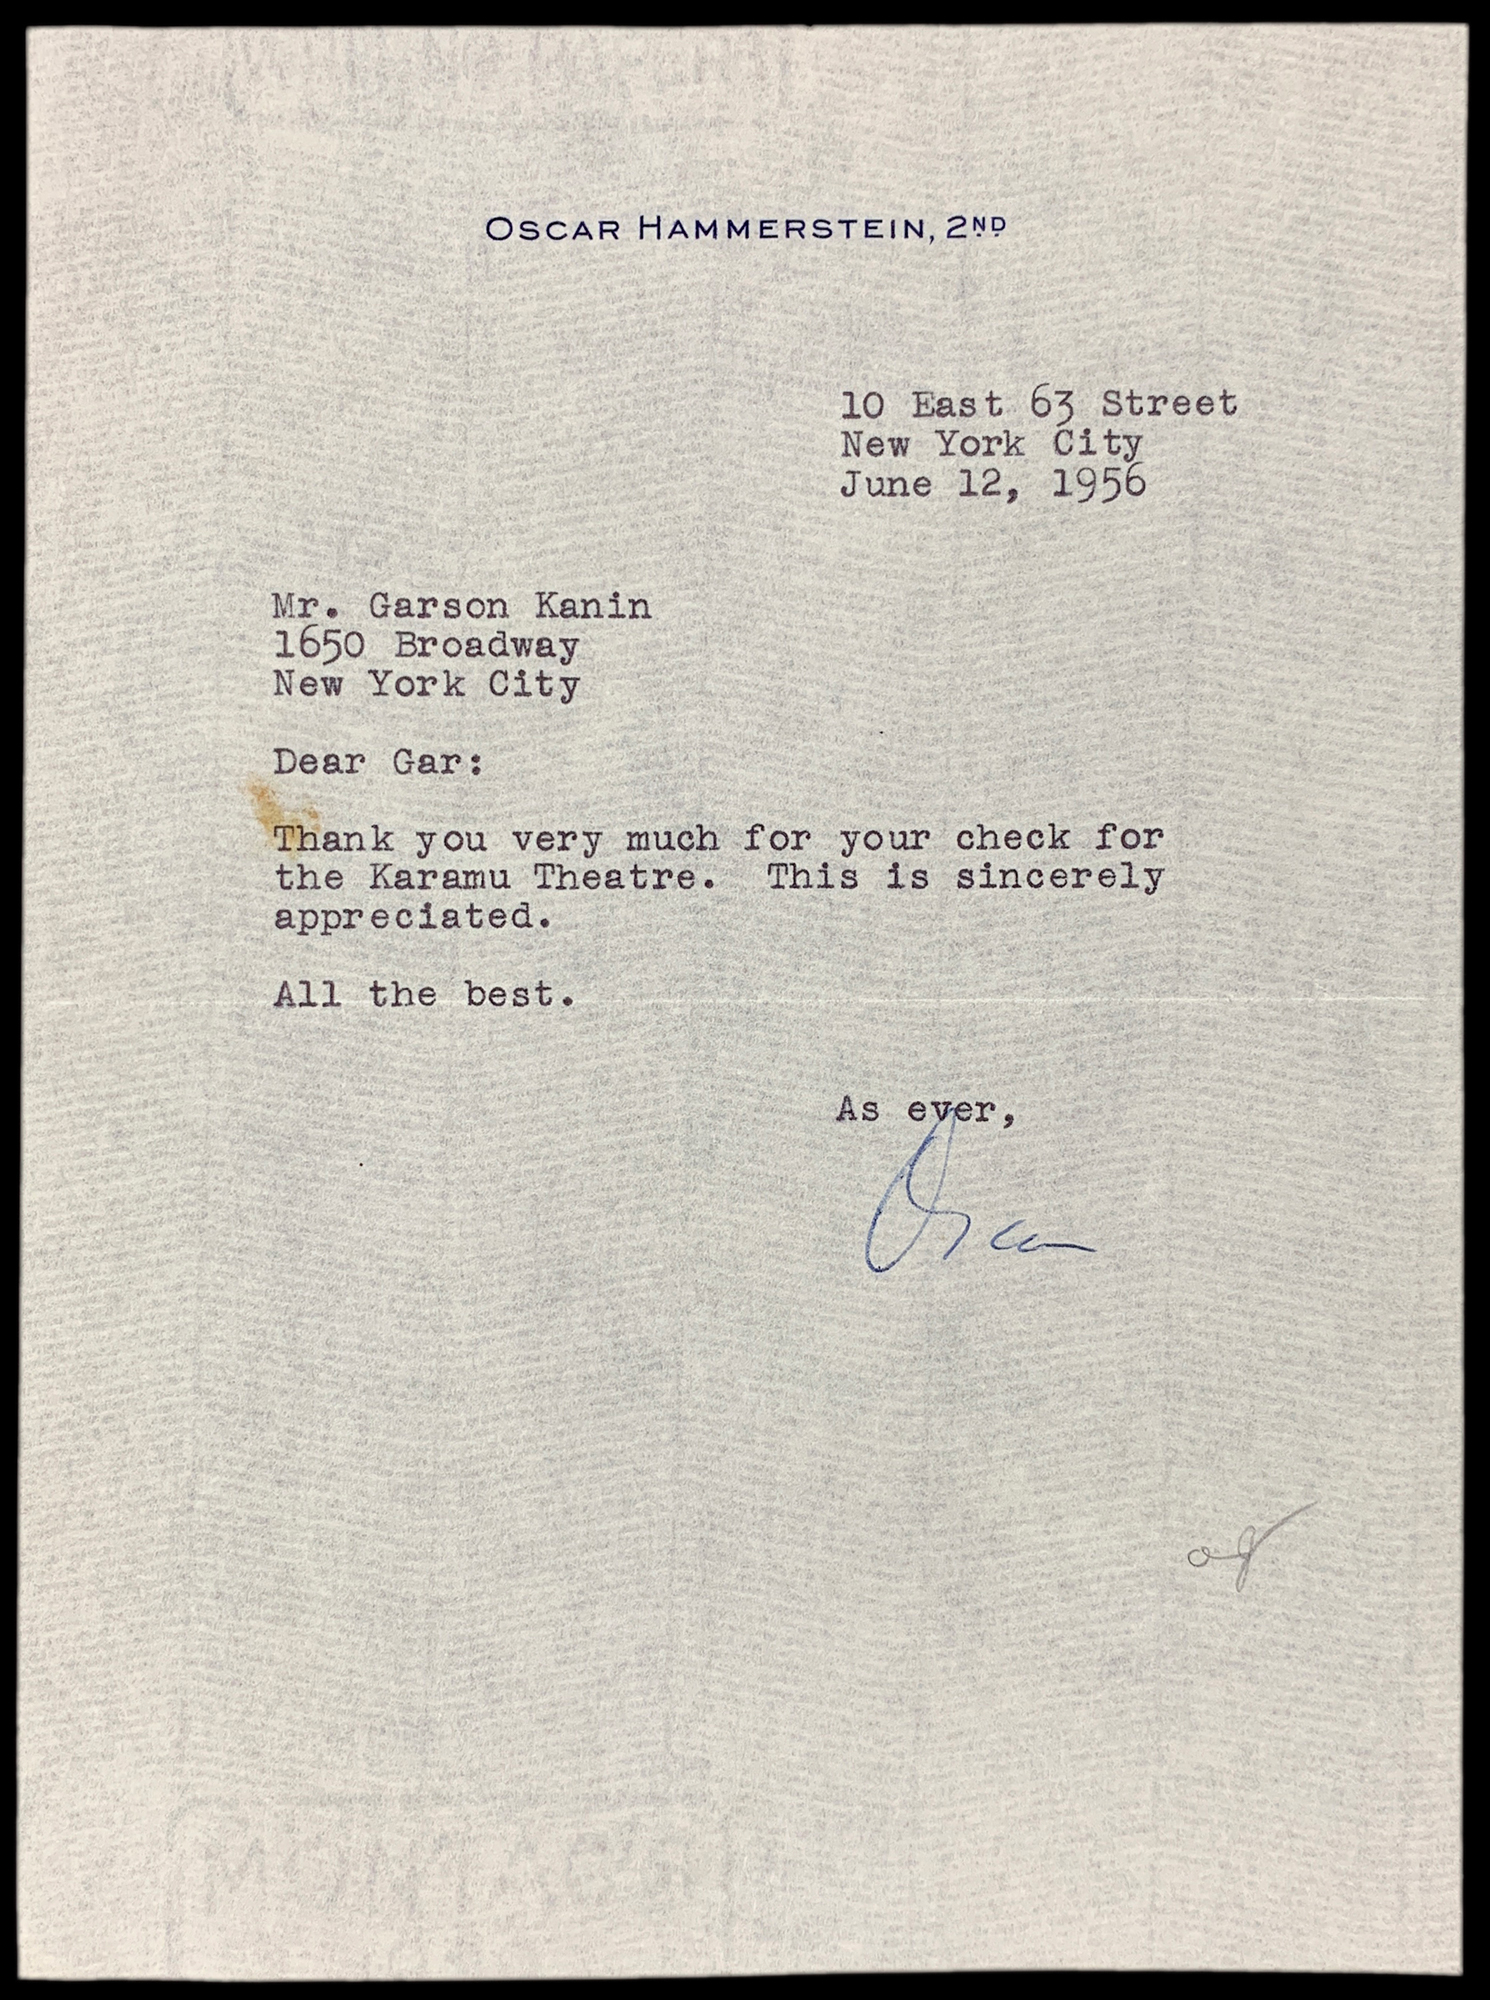 OSCAR HAMMERSTEIN, 2ND
10 East 63 Street
New York City
June 12, 1956
Mr. Garson Kanin
1650 Broadway
New York City
Dear Gar:
Thank you very much for your check for
the Karamu Theatre.  This is sincerely
appreciated.
All the best.
As ever,
Oscar